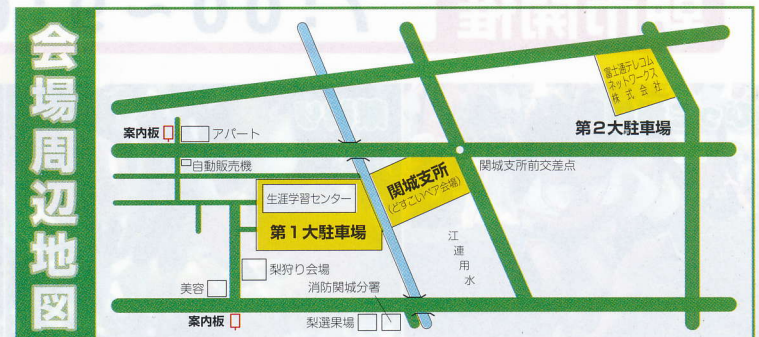 会場周辺地図
富士通テレコム
ネットワークス
株式会社
第2大駐車場
案内板
アパート
自動販売機
関城支所
(どすこいペア会場)
関城支所前交差点
生涯学習センター
第1大駐車場
江連用水
梨狩り会場
美容
消防関城分署
案内板
梨選果場